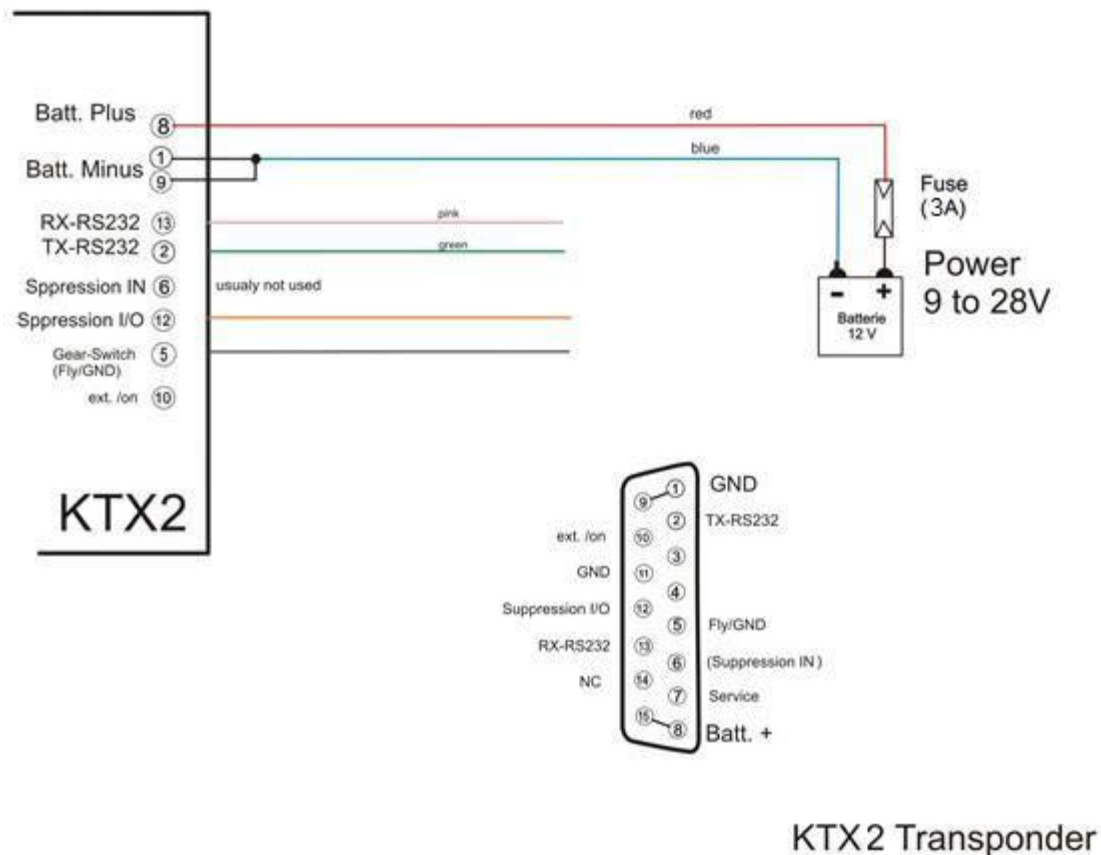 Batt. Plus 8
red
1
Batt. Minus
9
blue
Fuse
(3A)
RX-RS232 13
pink
TX-RS232 2
green
Power
9 to 28V
- +
Batterie
12 V
Sppression IN 6 usualy not used
Sppression I/O 12
Gear-Switch 5
(Fly/GND)
ext. /on 10
KTX2
1 GND
9
2 TX-RS232
ext. /on 10
3
GND 11
4
Suppression I/O 12
5 Fly/GND
RX-RS232 13
6 (Suppression IN )
NC 14
7 Service
15
8 Batt. +
KTX2 Transponder